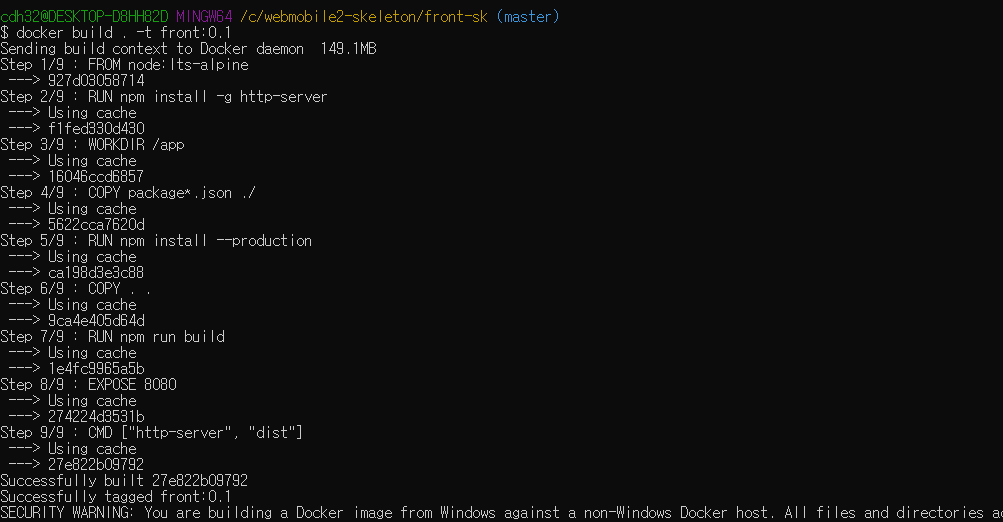 cdh32@DESKTOP-D8HH82D MINGW64 /c/webmobile2-skeleton/front-sk (master)
$ docker build . -t front:0.1
Sending build context to Docker daemon  149.1MB
Step 1/9 : FROM node:lts-alpine
 ---> 927d03058714
Step 2/9 : RUN npm install -g http-server
 ---> Using cache
 ---> f1fed330d430
Step 3/9 : WORKDIR /app
 ---> Using cache
 ---> 16046ccd6857
Step 4/9 : COPY package*.json ./
 ---> Using cache
 ---> 5622cca7620d
Step 5/9 : RUN npm install --production
 ---> Using cache
 ---> ca198d3e3c88
Step 6/9 : COPY . .
 ---> Using cache
 ---> 9ca4e405d64d
Step 7/9 : RUN npm run build
 ---> Using cache
 ---> 1e4fc9965a5b
Step 8/9 : EXPOSE 8080
 ---> Using cache
 ---> 274224d3531b
Step 9/9 : CMD ["http-server", "dist"]
 ---> Using cache
 ---> 27e822b09792
Successfully built 27e822b09792
Successfully tagged front:0.1
SECURITY WARNING: You are building a Docker image from Windows against a non-Windows Docker host. All files and directories